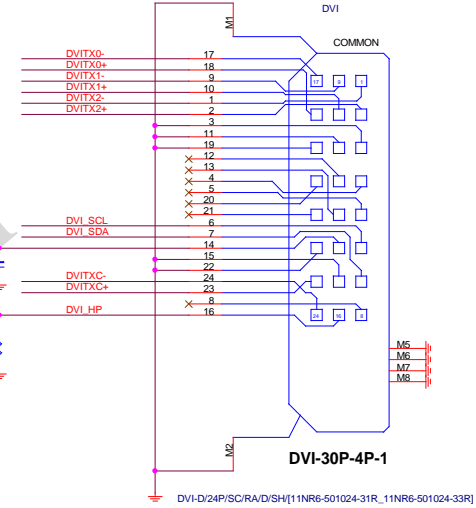 DVI
M1
COMMON
DVITX0- 17
DVITX0+ 18
DVITX1- 9
DVITX1+ 10
DVITX2- 1
DVITX2+ 2
3
11
19
12
13
4
5
20
21
DVI_SCL 6
DVI_SDA 7
14
15
22
DVITXC- 24
DVITXC+ 23
8
DVI_HP 16
17 9 1
24 16 8
M5
M6
M7
M8
M2
DVI-30P-4P-1
DVI-D/24P/SC/RA/D/SH/[11NR6-501024-31R_11NR6-501024-33R]